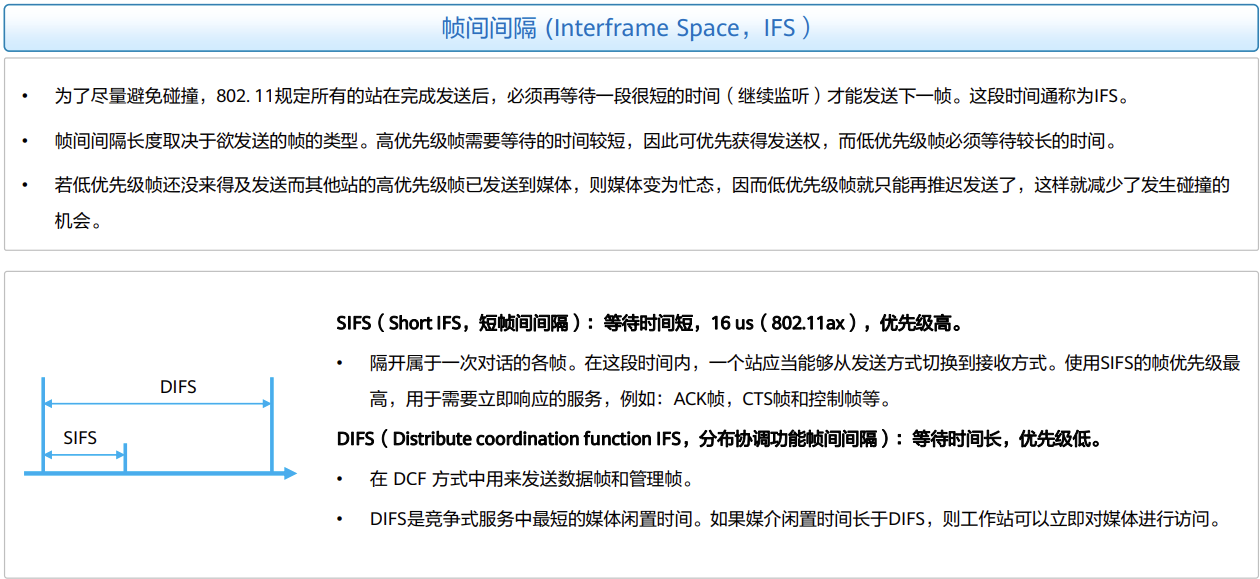 帧间间隔 (Interframe Space，IFS ）
• 为了尽量避免碰撞，802. 11规定所有的站在完成发送后，必须再等待一段很短的时间（继续监听）才能发送下一帧。这段时间通称为IFS。
• 帧间间隔长度取决于欲发送的帧的类型。高优先级帧需要等待的时间较短，因此可优先获得发送权，而低优先级帧必须等待较长的时间。
• 若低优先级帧还没来得及发送而其他站的高优先级帧已发送到媒体，则媒体变为忙态，因而低优先级帧就只能再推迟发送了，这样就减少了发生碰撞的
机会。
DIFS
SIFS
SIFS（Short IFS，短帧间间隔）：等待时间短，16 us（802.11ax），优先级高。
• 隔开属于一次对话的各帧。在这段时间内，一个站应当能够从发送方式切换到接收方式。使用SIFS的帧优先级最
高，用于需要立即响应的服务，例如：ACK帧，CTS帧和控制帧等。
DIFS（Distribute coordination function IFS，分布协调功能帧间间隔）：等待时间长，优先级低。
• 在 DCF 方式中用来发送数据帧和管理帧。
• DIFS是竞争式服务中最短的媒体闲置时间。如果媒介闲置时间长于DIFS，则工作站可以立即对媒体进行访问。